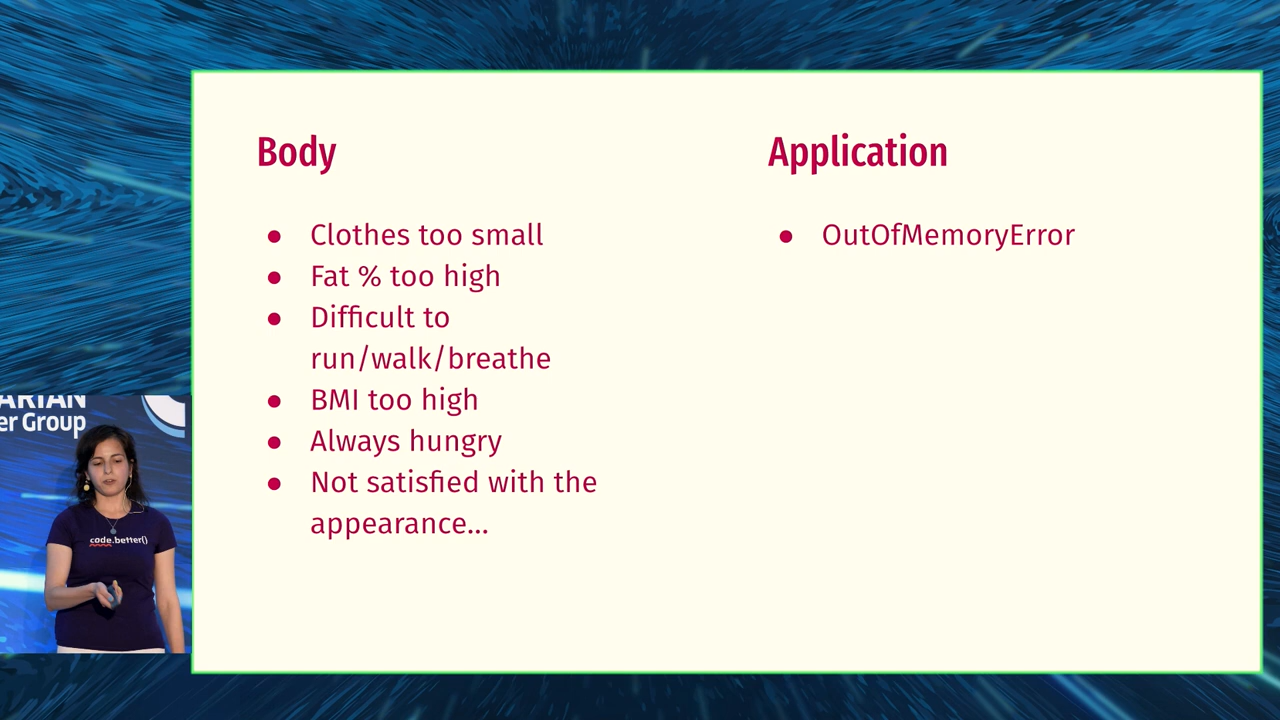 Body
Application
● Clothes too small
● Fat % too high
● Difficult to
run/walk/breathe
● BMI too high
● Always hungry
● Not satisfied with the
appearance...
● OutOfMemoryError
ARIAN
er Group
code.better()